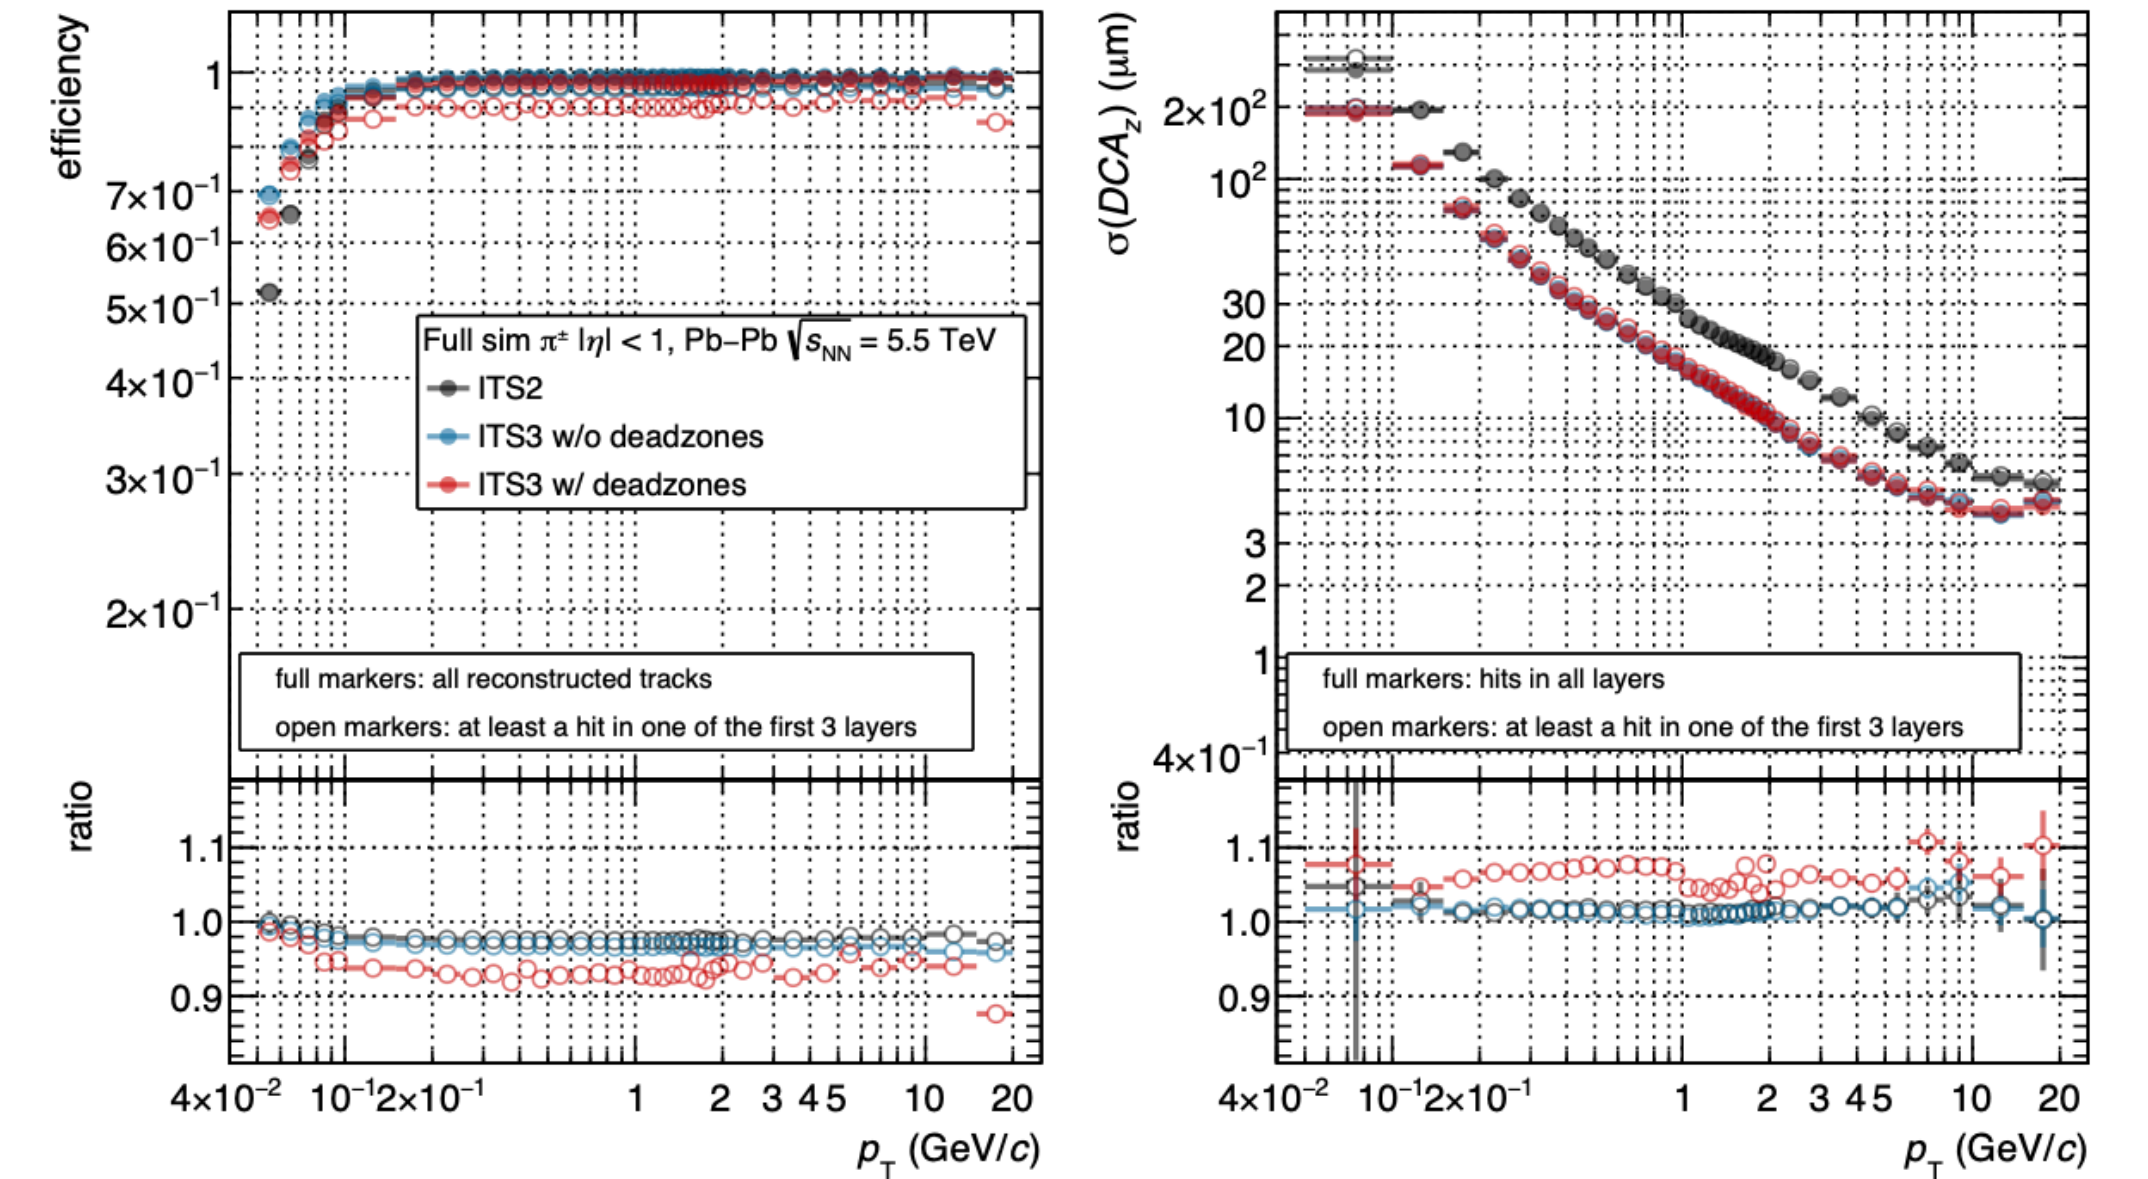 efficiency
1
7×10⁻¹
6×10⁻¹
5×10⁻¹
4×10⁻¹
3×10⁻¹
2×10⁻¹
Full sim π± |η| < 1, Pb–Pb √sNN = 5.5 TeV
ITS2
ITS3 w/o deadzones
ITS3 w/ deadzones
full markers: all reconstructed tracks
open markers: at least a hit in one of the first 3 layers
ratio
1.1
1.0
0.9
4×10⁻² 10⁻¹ 2×10⁻¹ 1 2 3 4 5 10 20
pT (GeV/c)
σ(DCAz) (μm)
2×10²
10²
30
20
10
3
2
1
4×10⁻¹
full markers: hits in all layers
open markers: at least a hit in one of the first 3 layers
ratio
1.1
1.0
0.9
4×10⁻² 10⁻¹ 2×10⁻¹ 1 2 3 4 5 10 20
pT (GeV/c)